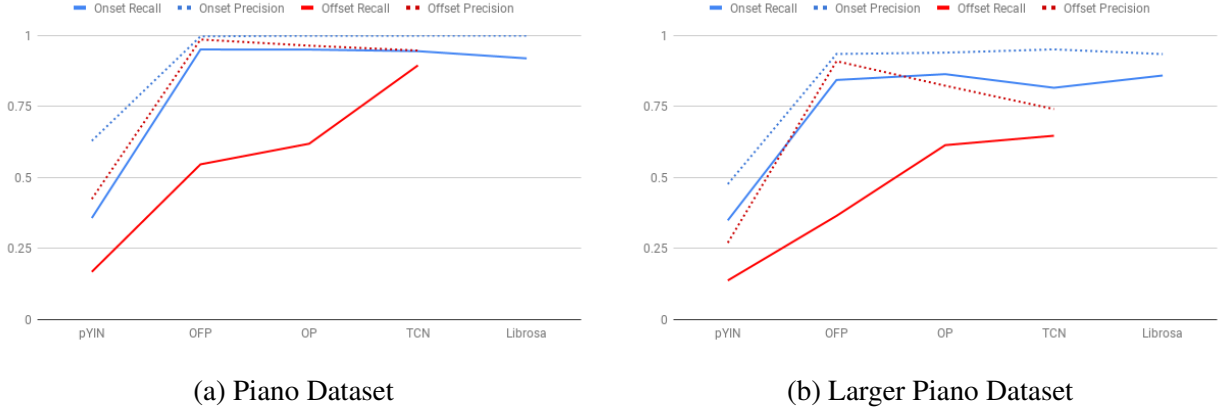 Onset Recall Onset Precision Offset Recall Offset Precision
1
0.75
0.5
0.25
0
pYIN OFP OP TCN Librosa
(a) Piano Dataset
Onset Recall Onset Precision Offset Recall Offset Precision
1
0.75
0.5
0.25
0
pYIN OFP OP TCN Librosa
(b) Larger Piano Dataset